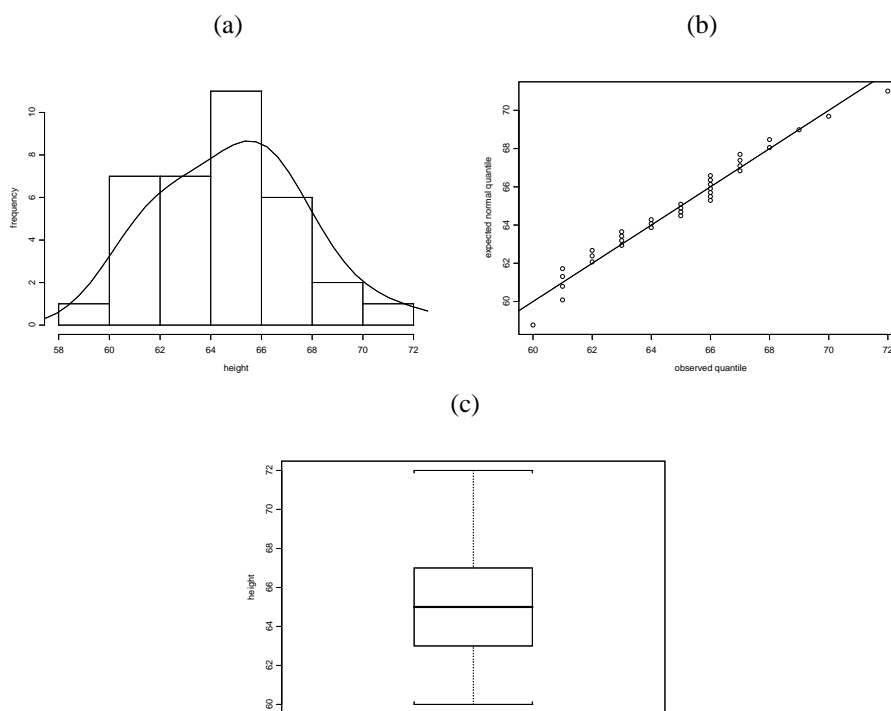 (a)
(b)
frequency
0 2 4 6 8 10
58 60 62 64 66 68 70 72
height
expected normal quantile
60 62 64 66 68 70
60 62 64 66 68 70 72
observed quantile
(c)
height
60 62 64 66 68 70 72